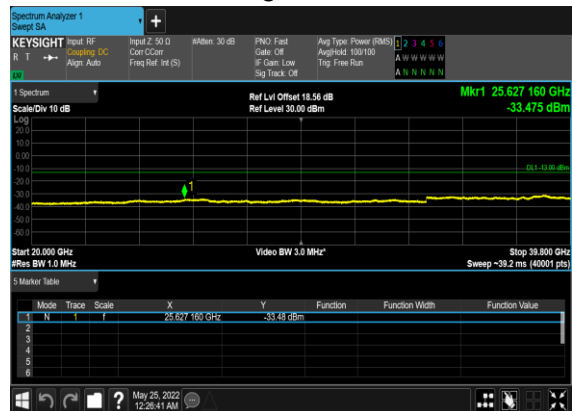 Spectrum Analyzer 1
Swept SA
+
KEYSIGHT Input: RF Input Z: 50 Ω #Atten: 30 dB PNO: Fast Avg Type: Power (RMS) 1 2 3 4 5 6
R T Coupling: DC Corr CCorr Gate: Off Avg|Hold: 100/100 A W W W W W
Align: Auto Freq Ref: Int (S) IF Gain: Low Trig: Free Run
Sig Track: Off A N N N N N
1 Spectrum Ref Lvl Offset 18.56 dB Mkr1 25.627 160 GHz
Scale/Div 10 dB Ref Level 30.00 dBm -33.475 dBm
Log
20.0
10.0
0.00
-10.0
DL1 -13.00 dBm
-20.0
1
-30.0
-40.0
-50.0
-60.0
Start 20.000 GHz Video BW 3.0 MHz* Stop 39.800 GHz
#Res BW 1.0 MHz Sweep ~39.2 ms (40001 pts)
5 Marker Table
Mode Trace Scale X Y Function Function Width Function Value
1 N 1 f 25.627 160 GHz -33.48 dBm
2
3
4
5
6
? May 25, 2022
12:26:41 AM